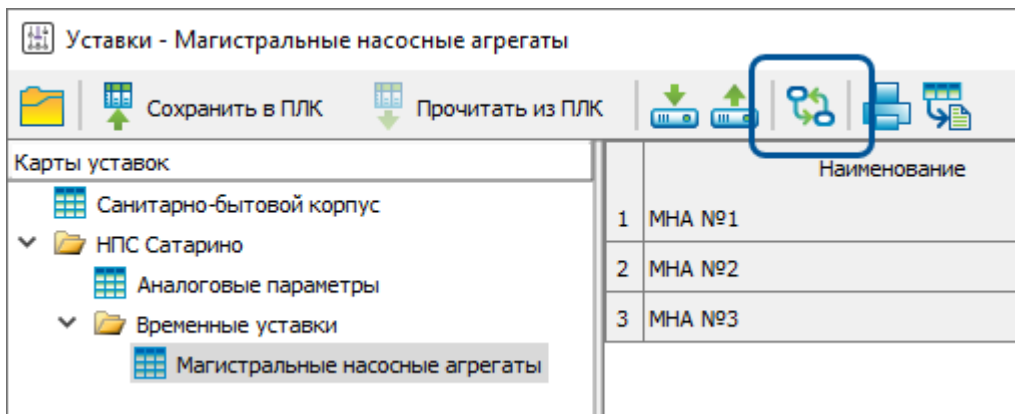 Уставки - Магистральные насосные агрегаты
Сохранить в ПЛК Прочитать из ПЛК
Карты уставок
Санитарно-бытовой корпус
НПС Сатарино
Аналоговые параметры
Временные уставки
Магистральные насосные агрегаты
Наименование
1 МНА №1
2 МНА №2
3 МНА №3